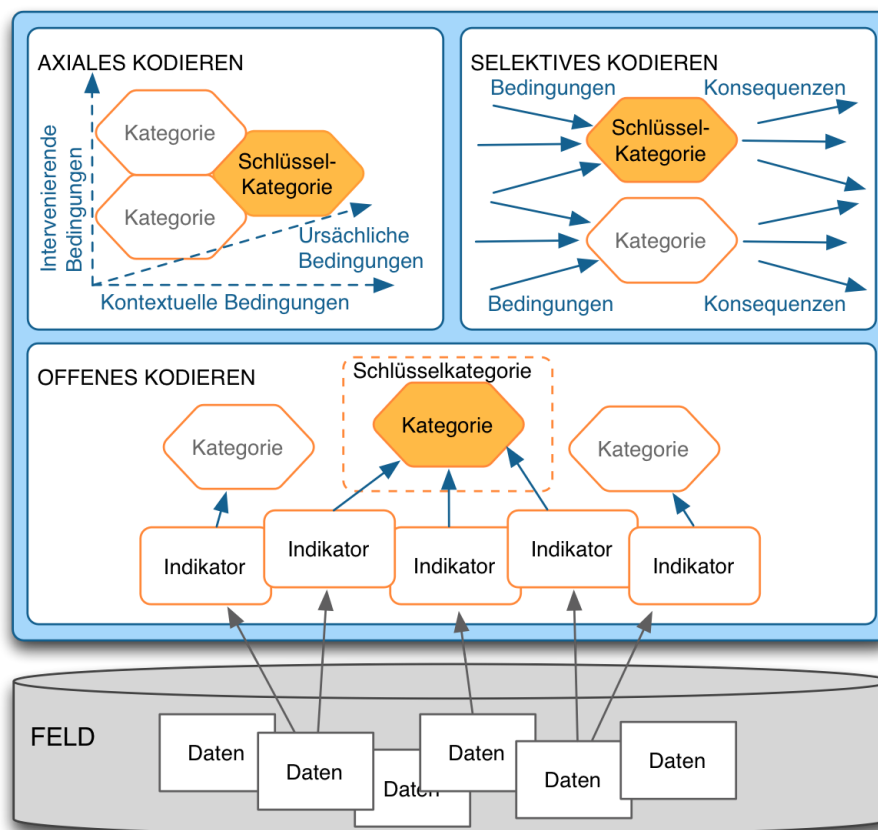 AXIALES KODIEREN
Intervenierende
Bedingungen
Kategorie
Kategorie
Schlüssel-
Kategorie
Ursächliche
Bedingungen
Kontextuelle Bedingungen
SELEKTIVES KODIEREN
Bedingungen
Konsequenzen
Schlüssel-
Kategorie
Kategorie
Bedingungen
Konsequenzen
OFFENES KODIEREN
Schlüsselkategorie
Kategorie
Kategorie
Kategorie
Indikator
Indikator
Indikator
Indikator
Indikator
FELD
Daten
Daten
Daten
Daten
Daten
Daten